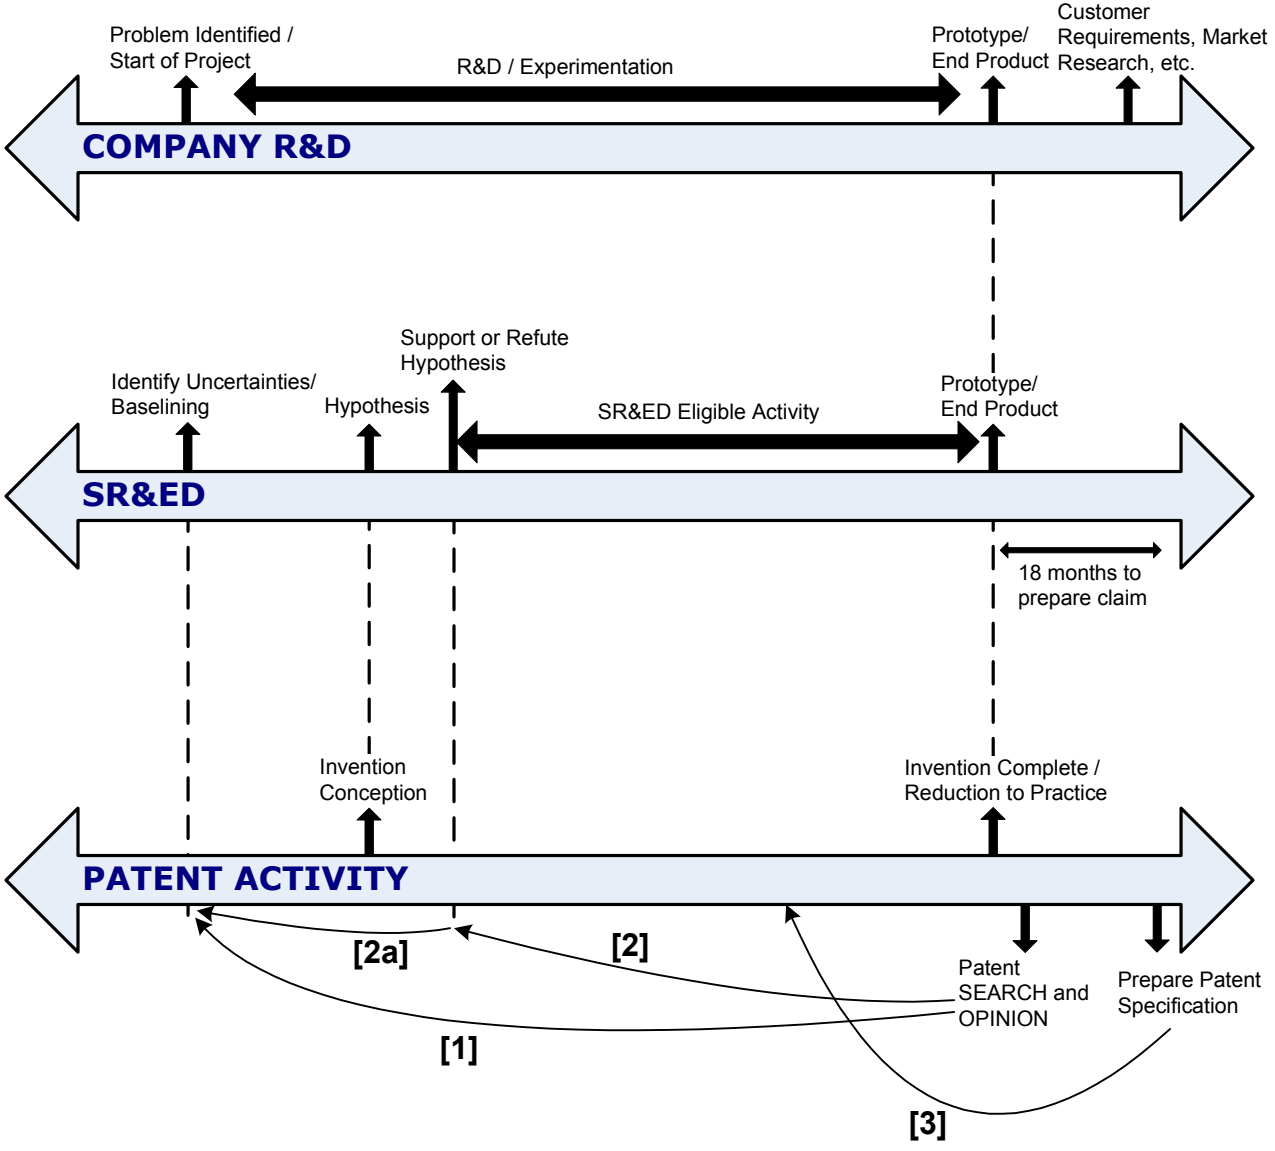 Problem Identified /
Start of Project
R&D / Experimentation
Prototype/
End Product
Customer
Requirements, Market
Research, etc.
COMPANY R&D
Support or Refute
Hypothesis
Identify Uncertainties/
Baselining
Hypothesis
SR&ED Eligible Activity
Prototype/
End Product
SR&ED
18 months to
prepare claim
Invention
Conception
Invention Complete /
Reduction to Practice
PATENT ACTIVITY
[2a]
[2]
Patent
SEARCH and
OPINION
Prepare Patent
Specification
[1]
[3]